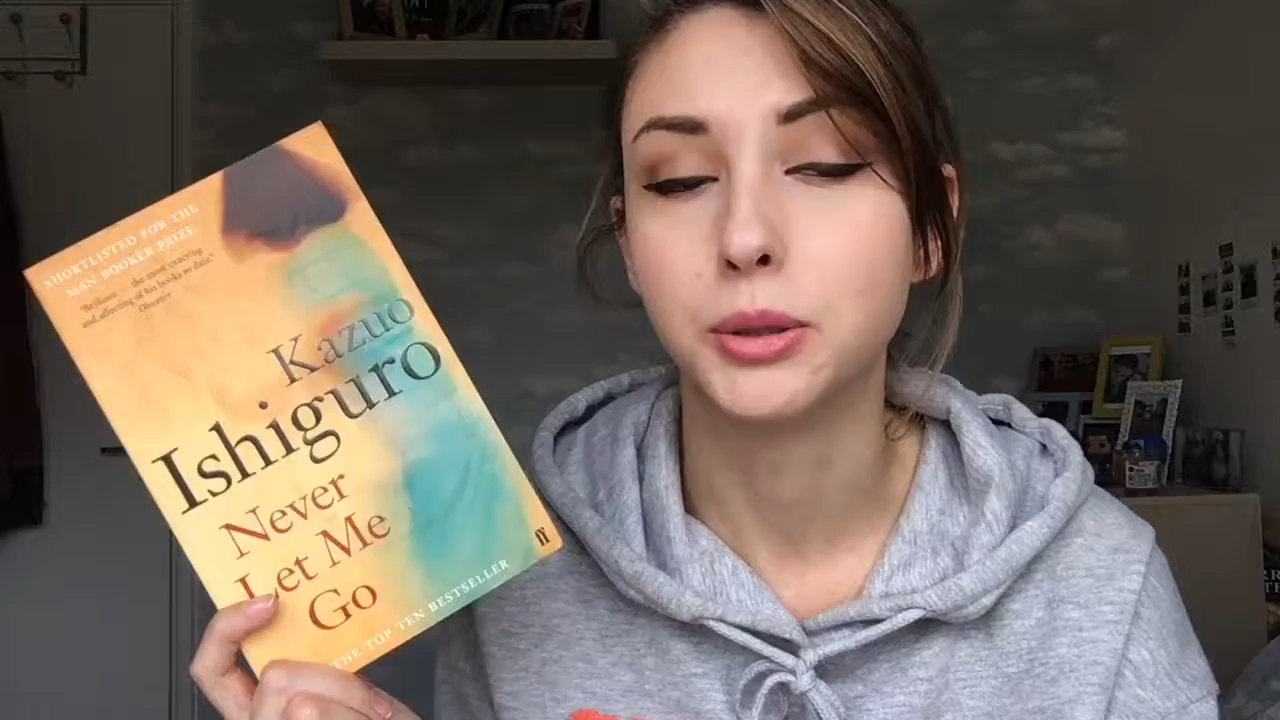 SHORTLISTED FOR THE
MAN BOOKER PRIZE
"Brilliant... the most exacting
and affecting of his books to date."
Observer
Kazuo
Ishiguro
Never
Let Me
Go
ff
THE TOP TEN BESTSELLER